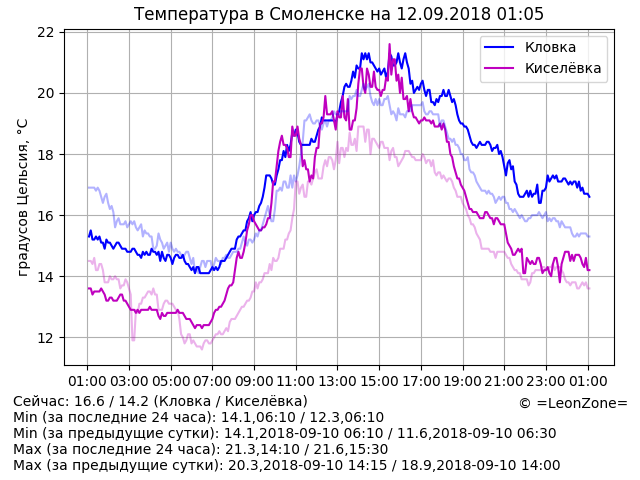 Температура в Смоленске на 12.09.2018 01:05
градусов Цельсия, °C
22
20
18
16
14
12
Кловка
Киселёвка
01:00 03:00 05:00 07:00 09:00 11:00 13:00 15:00 17:00 19:00 21:00 23:00 01:00
Сейчас: 16.6 / 14.2 (Кловка / Киселёвка)
© =LeonZone=
Min (за последние 24 часа): 14.1,06:10 / 12.3,06:10
Min (за предыдущие сутки): 14.1,2018-09-10 06:10 / 11.6,2018-09-10 06:30
Max (за последние 24 часа): 21.3,14:10 / 21.6,15:30
Max (за предыдущие сутки): 20.3,2018-09-10 14:15 / 18.9,2018-09-10 14:00